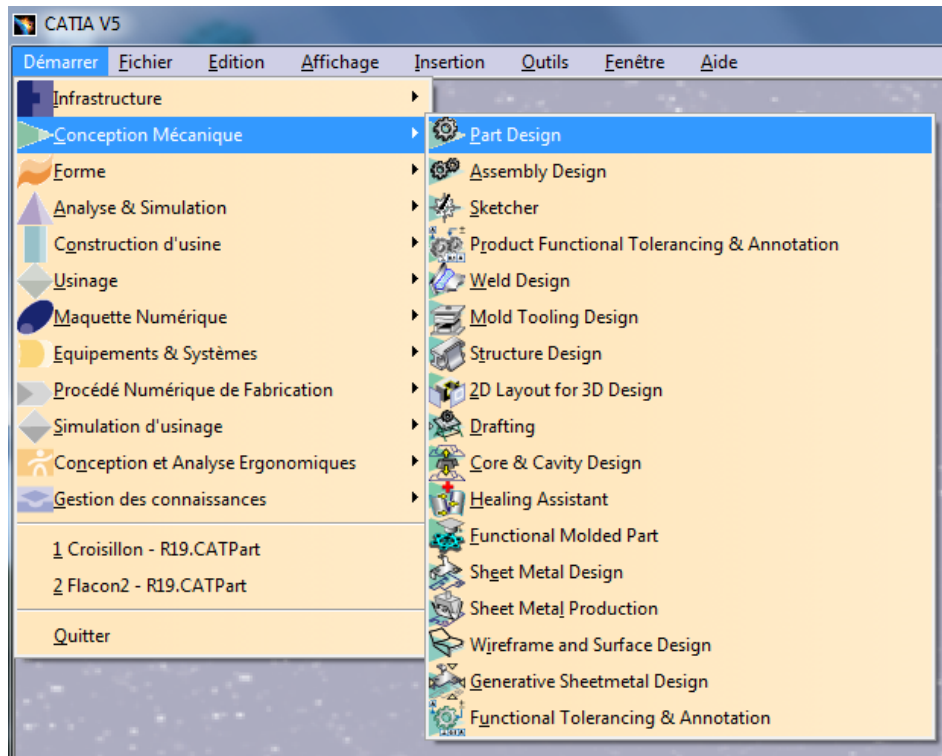 CATIA V5
Démarrer Fichier Edition Affichage Insertion Outils Fenêtre Aide
Infrastructure
Conception Mécanique
Forme
Analyse & Simulation
Construction d'usine
Usinage
Maquette Numérique
Equipements & Systèmes
Procédé Numérique de Fabrication
Simulation d'usinage
Conception et Analyse Ergonomiques
Gestion des connaissances
1 Croisillon - R19.CATPart
2 Flacon2 - R19.CATPart
Quitter
Part Design
Assembly Design
Sketcher
Product Functional Tolerancing & Annotation
Weld Design
Mold Tooling Design
Structure Design
2D Layout for 3D Design
Drafting
Core & Cavity Design
Healing Assistant
Functional Molded Part
Sheet Metal Design
Sheet Metal Production
Wireframe and Surface Design
Generative Sheetmetal Design
Functional Tolerancing & Annotation